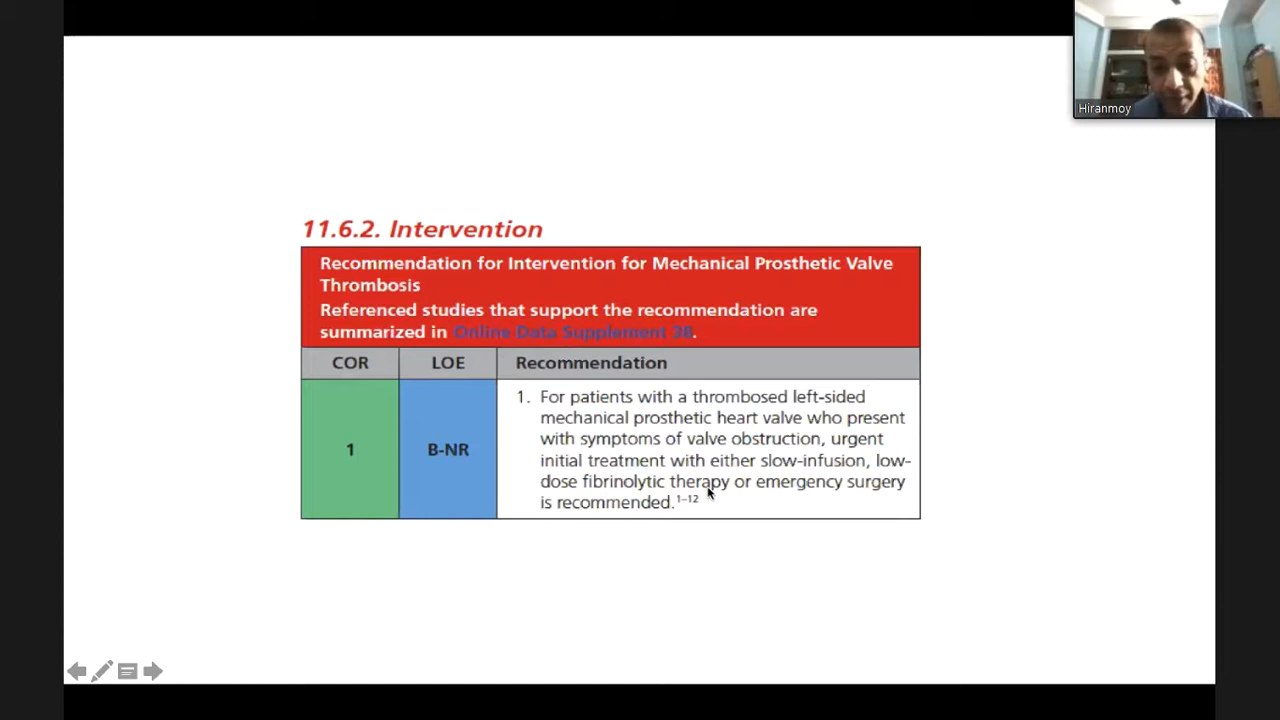 Hiranmoy
11.6.2. Intervention
Recommendation for Intervention for Mechanical Prosthetic Valve
Thrombosis
Referenced studies that support the recommendation are
summarized in Online Data Supplement 38.
COR LOE Recommendation
1 B-NR
1. For patients with a thrombosed left-sided
mechanical prosthetic heart valve who present
with symptoms of valve obstruction, urgent
initial treatment with either slow-infusion, low-
dose fibrinolytic therapy or emergency surgery
is recommended.1–12